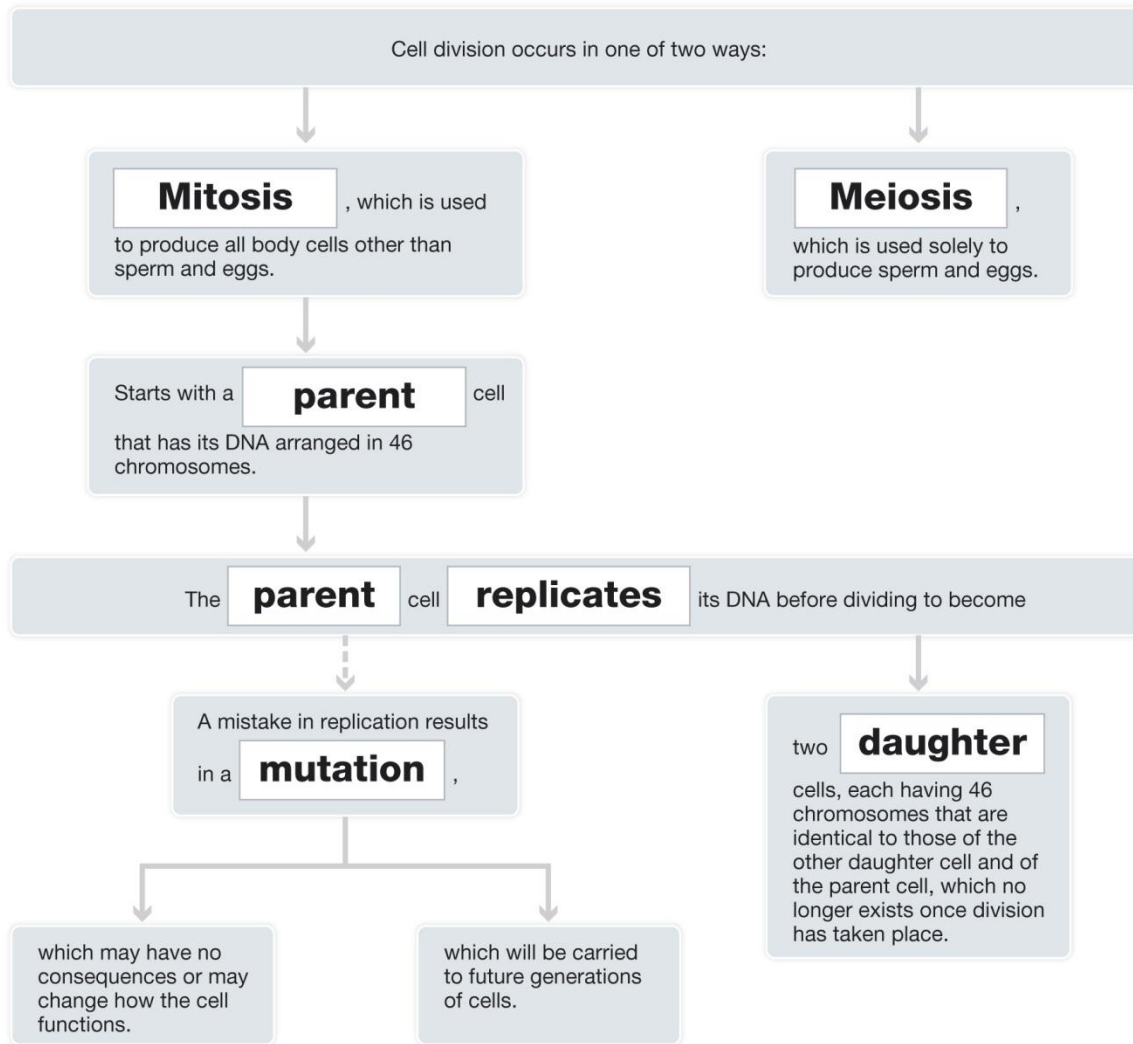 Cell division occurs in one of two ways:
Mitosis , which is used
to produce all body cells other than
sperm and eggs.
Meiosis ,
which is used solely to
produce sperm and eggs.
Starts with a parent cell
that has its DNA arranged in 46
chromosomes.
The parent cell replicates its DNA before dividing to become
A mistake in replication results
in a mutation ,
two daughter
cells, each having 46
chromosomes that are
identical to those of the
other daughter cell and of
the parent cell, which no
longer exists once division
has taken place.
which may have no
consequences or may
change how the cell
functions.
which will be carried
to future generations
of cells.